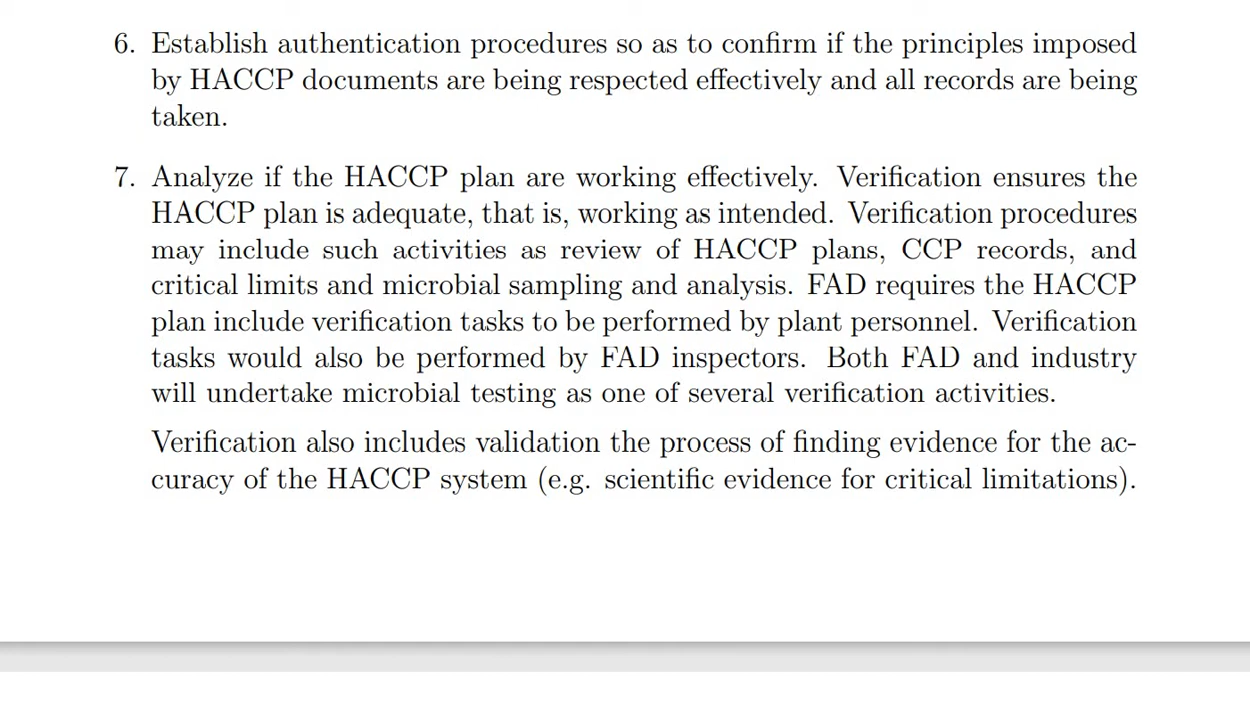 6. Establish authentication procedures so as to confirm if the principles imposed
by HACCP documents are being respected effectively and all records are being
taken.
7. Analyze if the HACCP plan are working effectively. Verification ensures the
HACCP plan is adequate, that is, working as intended. Verification procedures
may include such activities as review of HACCP plans, CCP records, and
critical limits and microbial sampling and analysis. FAD requires the HACCP
plan include verification tasks to be performed by plant personnel. Verification
tasks would also be performed by FAD inspectors. Both FAD and industry
will undertake microbial testing as one of several verification activities.
Verification also includes validation the process of finding evidence for the ac-
curacy of the HACCP system (e.g. scientific evidence for critical limitations).